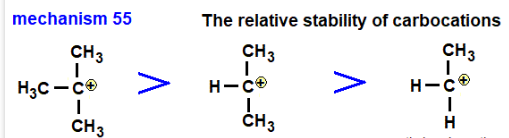 mechanism 55
The relative stability of carbocations
CH3 > CH3 > CH3
H3C — C⊕ H — C⊕ H — C⊕
CH3 CH3 H